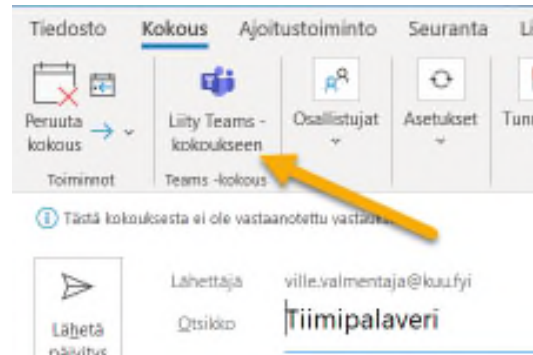 Tiedosto Kokous Ajoitustoiminto Seuranta
Peruuta kokous
Liity Teams -
kokoukseen
Osallistujat
Asetukset
Toiminnot
Teams -kokous
Tästä kokouksesta ei ole vastaanotettu
Lähettäjä ville.valmentaja@kuu.fyi
Otsikko Tiimipalaveri
Lähetä
päivitys